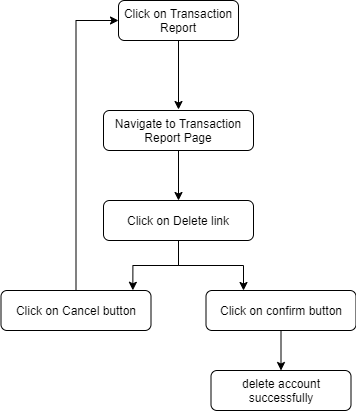 Click on Transaction
Report
Navigate to Transaction
Report Page
Click on Delete link
Click on Cancel button
Click on confirm button
delete account
successfully